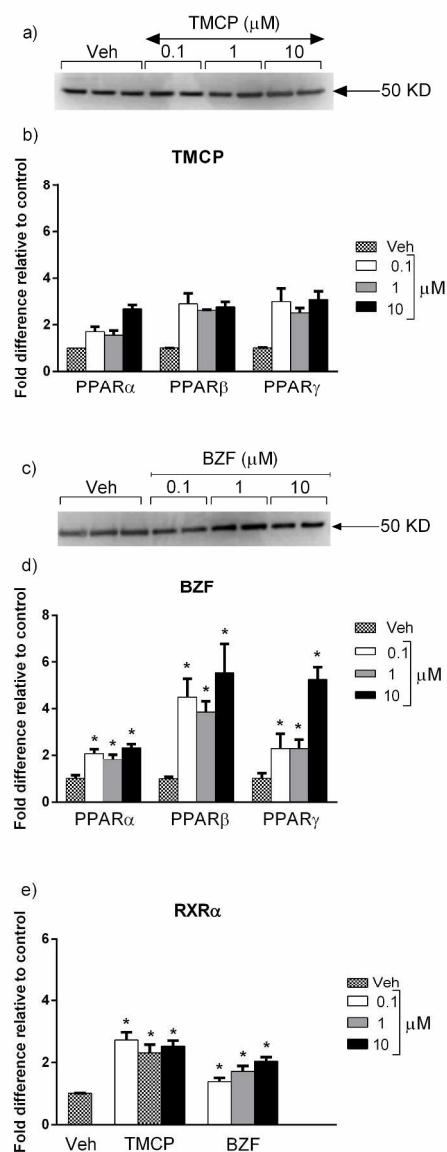 a)
TMCP (μM)
Veh 0.1 1 10
50 KD
b)
TMCP
Fold difference relative to control
8
6
4
2
0
PPARα PPARβ PPARγ
Veh
0.1
1
10
μM
c)
BZF (μM)
Veh 0.1 1 10
50 KD
d)
BZF
Fold difference relative to control
8
6
4
2
0
* * * * * * * * *
PPARα PPARβ PPARγ
Veh
0.1
1
10
μM
e)
RXRα
Fold difference relative to control
6
4
2
0
* * * * * *
Veh TMCP BZF
Veh
0.1
1
10
μM